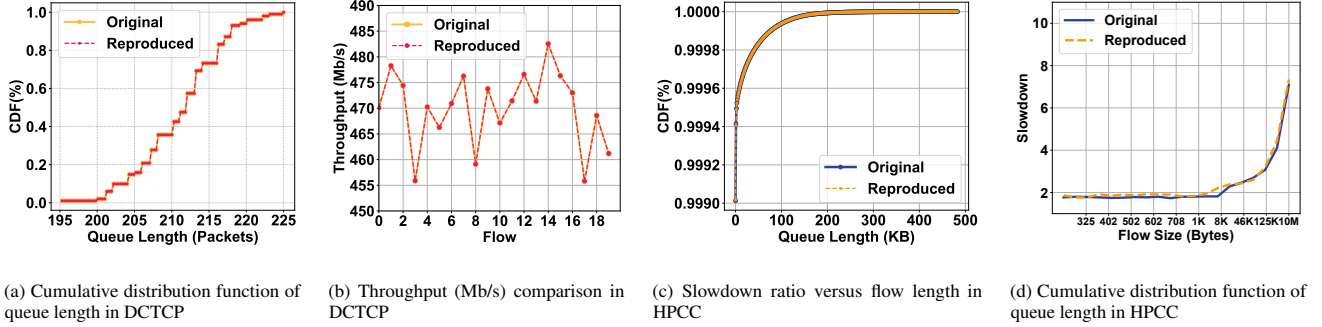 1.0
0.8
0.6
0.4
0.2
0.0
CDF(%)
Original
Reproduced
195 200 205 210 215 220 225
Queue Length (Packets)
490
485
480
475
470
465
460
455
450
Throughput (Mb/s)
Original
Reproduced
0 2 4 6 8 10 12 14 16 18
Flow
1.0000
0.9998
0.9996
0.9994
0.9992
0.9990
CDF(%)
Original
Reproduced
0 100 200 300 400 500
Queue Length (KB)
10
8
6
4
2
Slowdown
Original
Reproduced
325 402 502 602 708 1K 8K 46K 125K 10M
Flow Size (Bytes)
(a) Cumulative distribution function of
queue length in DCTCP
(b) Throughput (Mb/s) comparison in
DCTCP
(c) Slowdown ratio versus flow length in
HPCC
(d) Cumulative distribution function of
queue length in HPCC